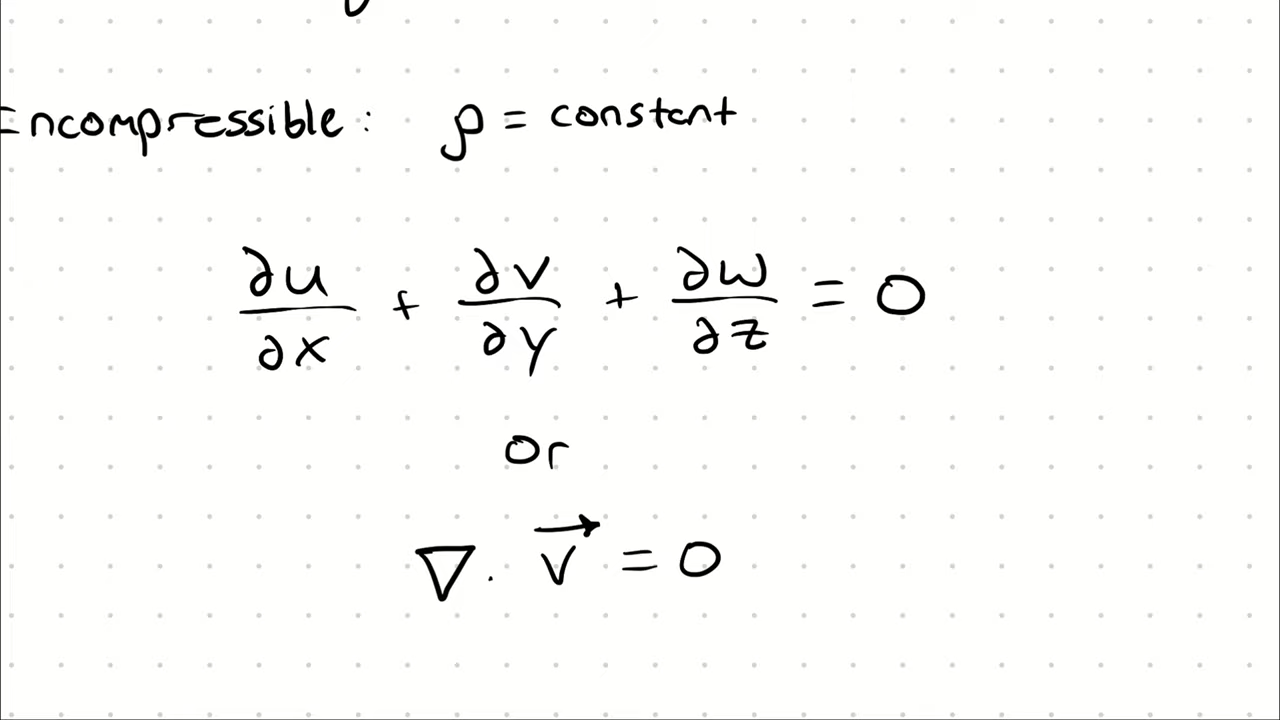 Incompressible: ρ = constant
∂u/∂x + ∂v/∂y + ∂w/∂z = 0
or
∇ · v⃗ = 0